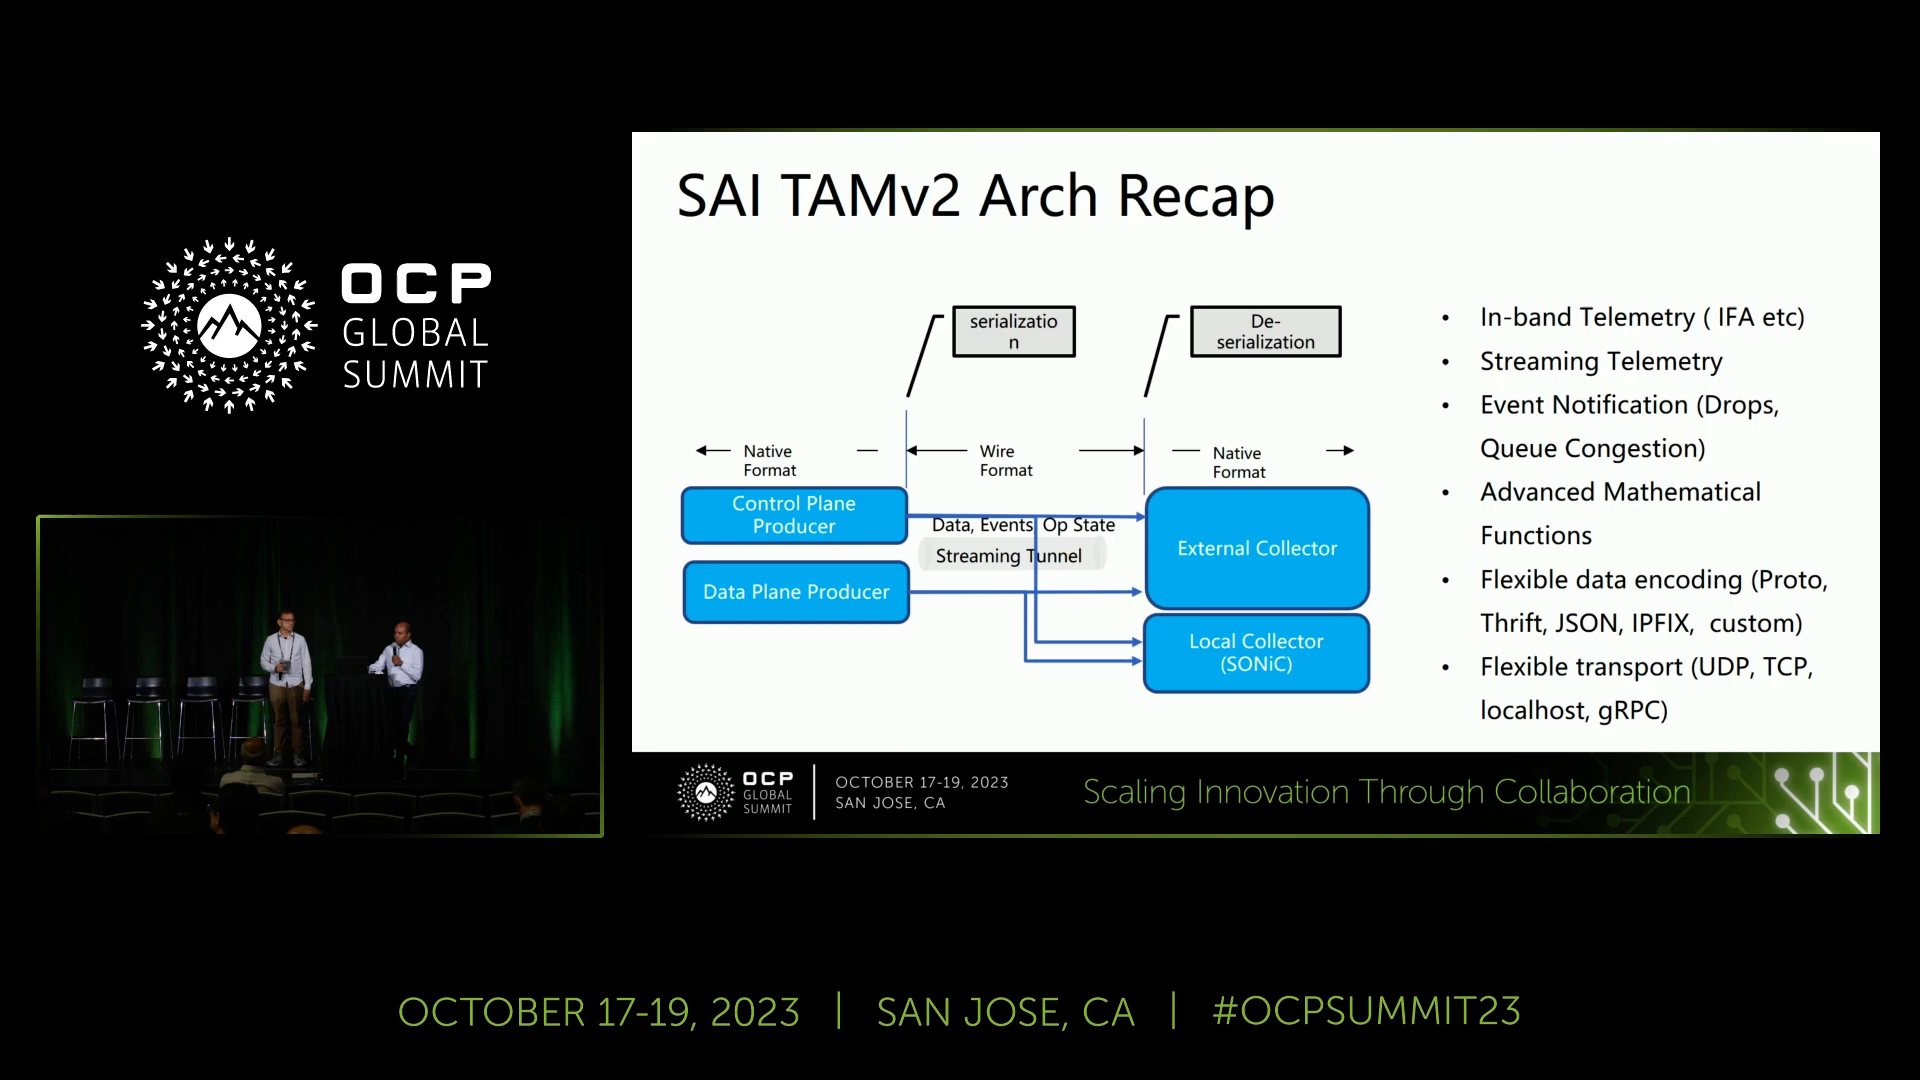 OCP
GLOBAL
SUMMIT
SAI TAMv2 Arch Recap
serializatio
n
De-
serialization
Native
Format
Wire
Format
Native
Format
Control Plane
Producer
Data, Events, Op State
Streaming Tunnel
Data Plane Producer
External Collector
Local Collector
(SONiC)
• In-band Telemetry ( IFA etc)
• Streaming Telemetry
• Event Notification (Drops,
Queue Congestion)
• Advanced Mathematical
Functions
• Flexible data encoding (Proto,
Thrift, JSON, IPFIX, custom)
• Flexible transport (UDP, TCP,
localhost, gRPC)
OCP
GLOBAL
SUMMIT
OCTOBER 17-19, 2023
SAN JOSE, CA
Scaling Innovation Through Collaboration
OCTOBER 17-19, 2023 | SAN JOSE, CA | #OCPSUMMIT23